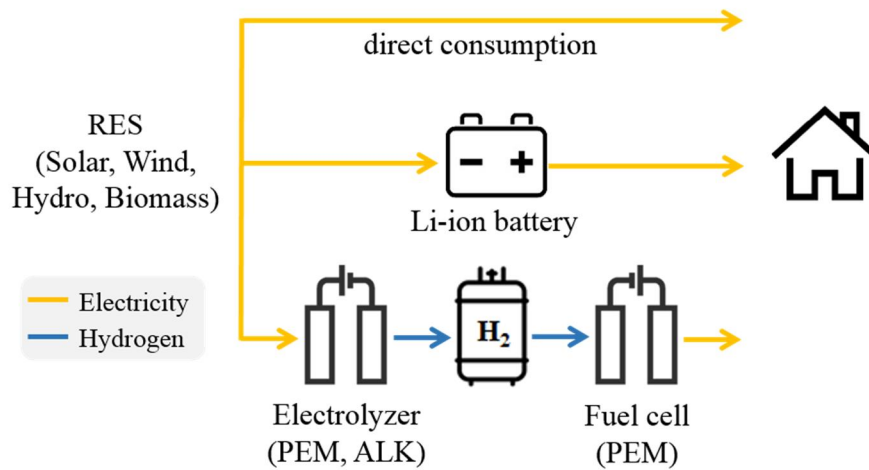 direct consumption
RES
(Solar, Wind,
Hydro, Biomass)
− +
Li-ion battery
Electricity
Hydrogen
H₂
Electrolyzer
(PEM, ALK)
Fuel cell
(PEM)